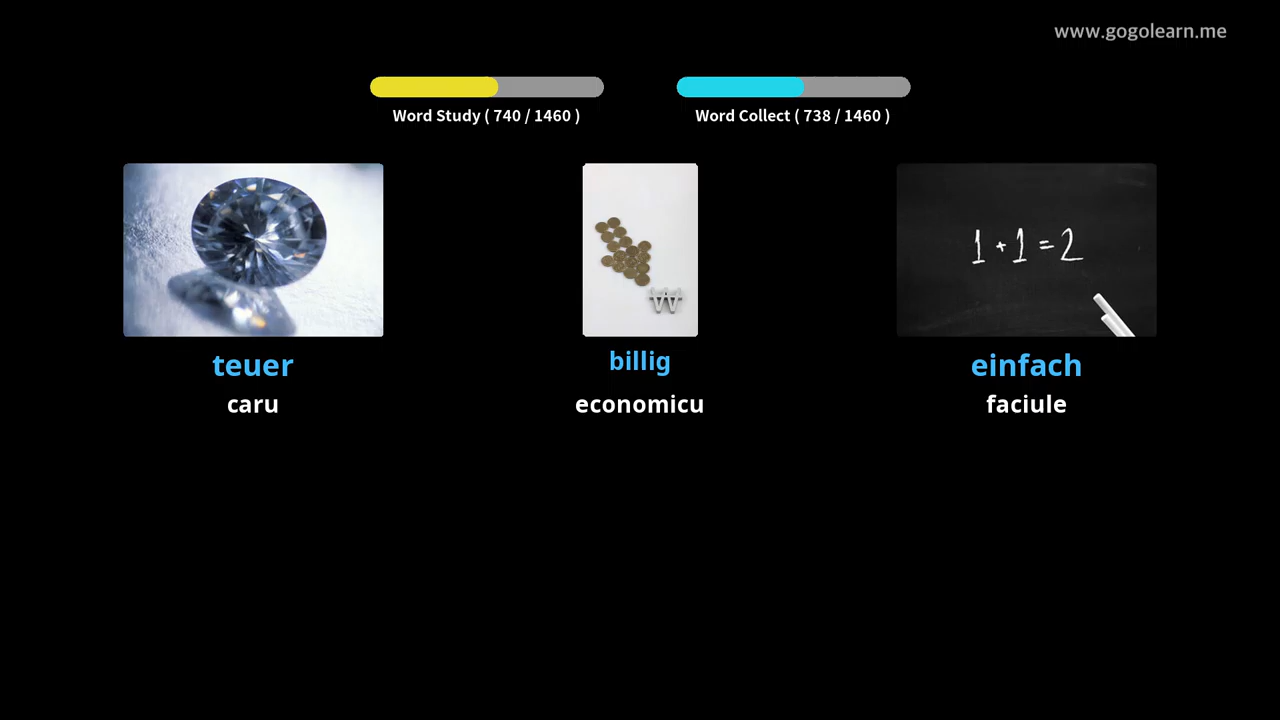 www.gogolearn.me
Word Study ( 740 / 1460 )
Word Collect ( 738 / 1460 )
1 + 1 = 2
₩
teuer
billig
einfach
caru
economicu
faciule